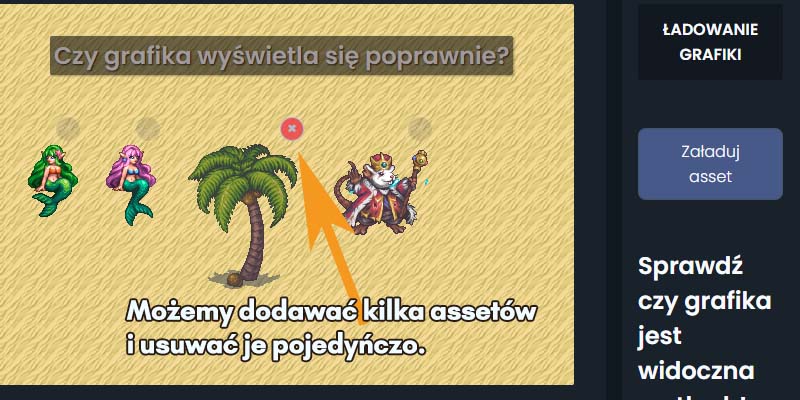 Czy grafika wyświetla się poprawnie?
Możemy dodawać kilka assetów
i usuwać je pojedyńczo.
ŁADOWANIE
GRAFIKI
Załaduj
asset
Sprawdź
czy grafika
jest
widoczna